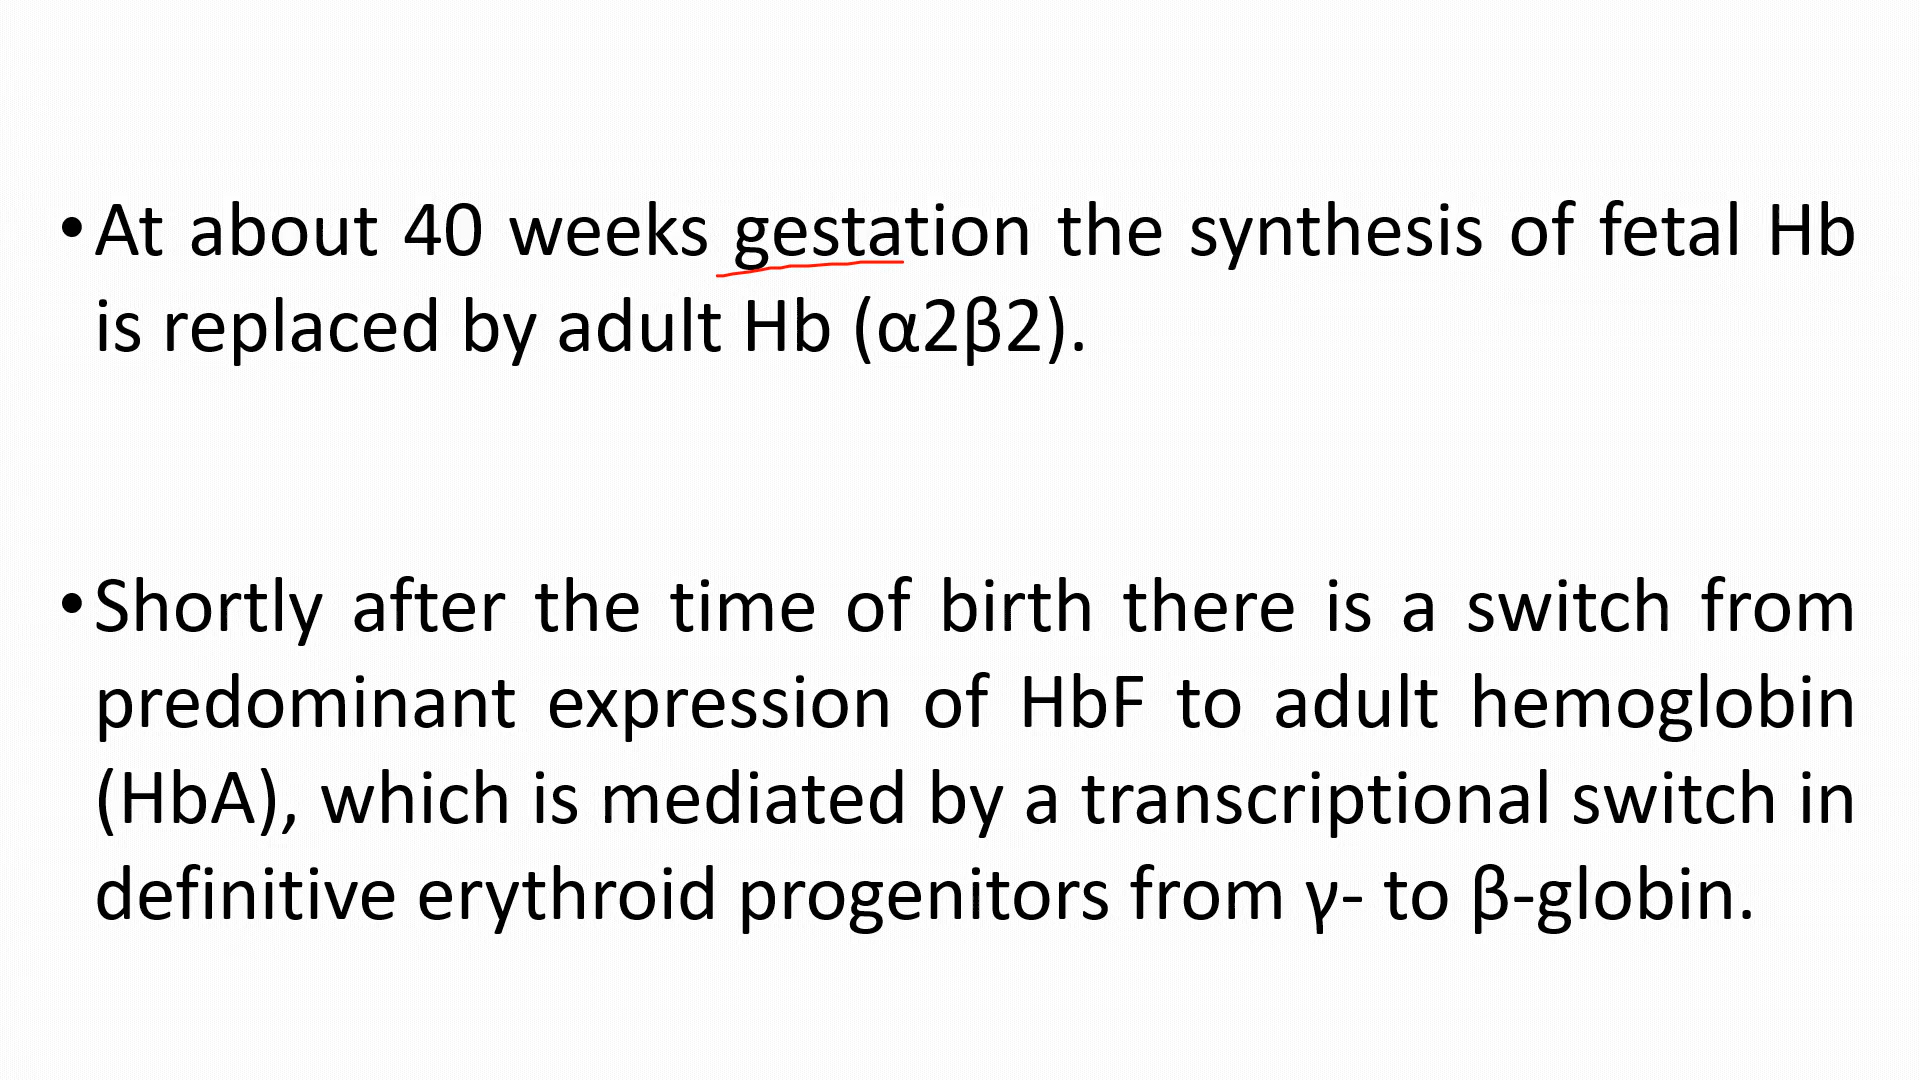 •At about 40 weeks gestation the synthesis of fetal Hb
is replaced by adult Hb (α2β2).
•Shortly after the time of birth there is a switch from
predominant expression of HbF to adult hemoglobin
(HbA), which is mediated by a transcriptional switch in
definitive erythroid progenitors from γ- to β-globin.